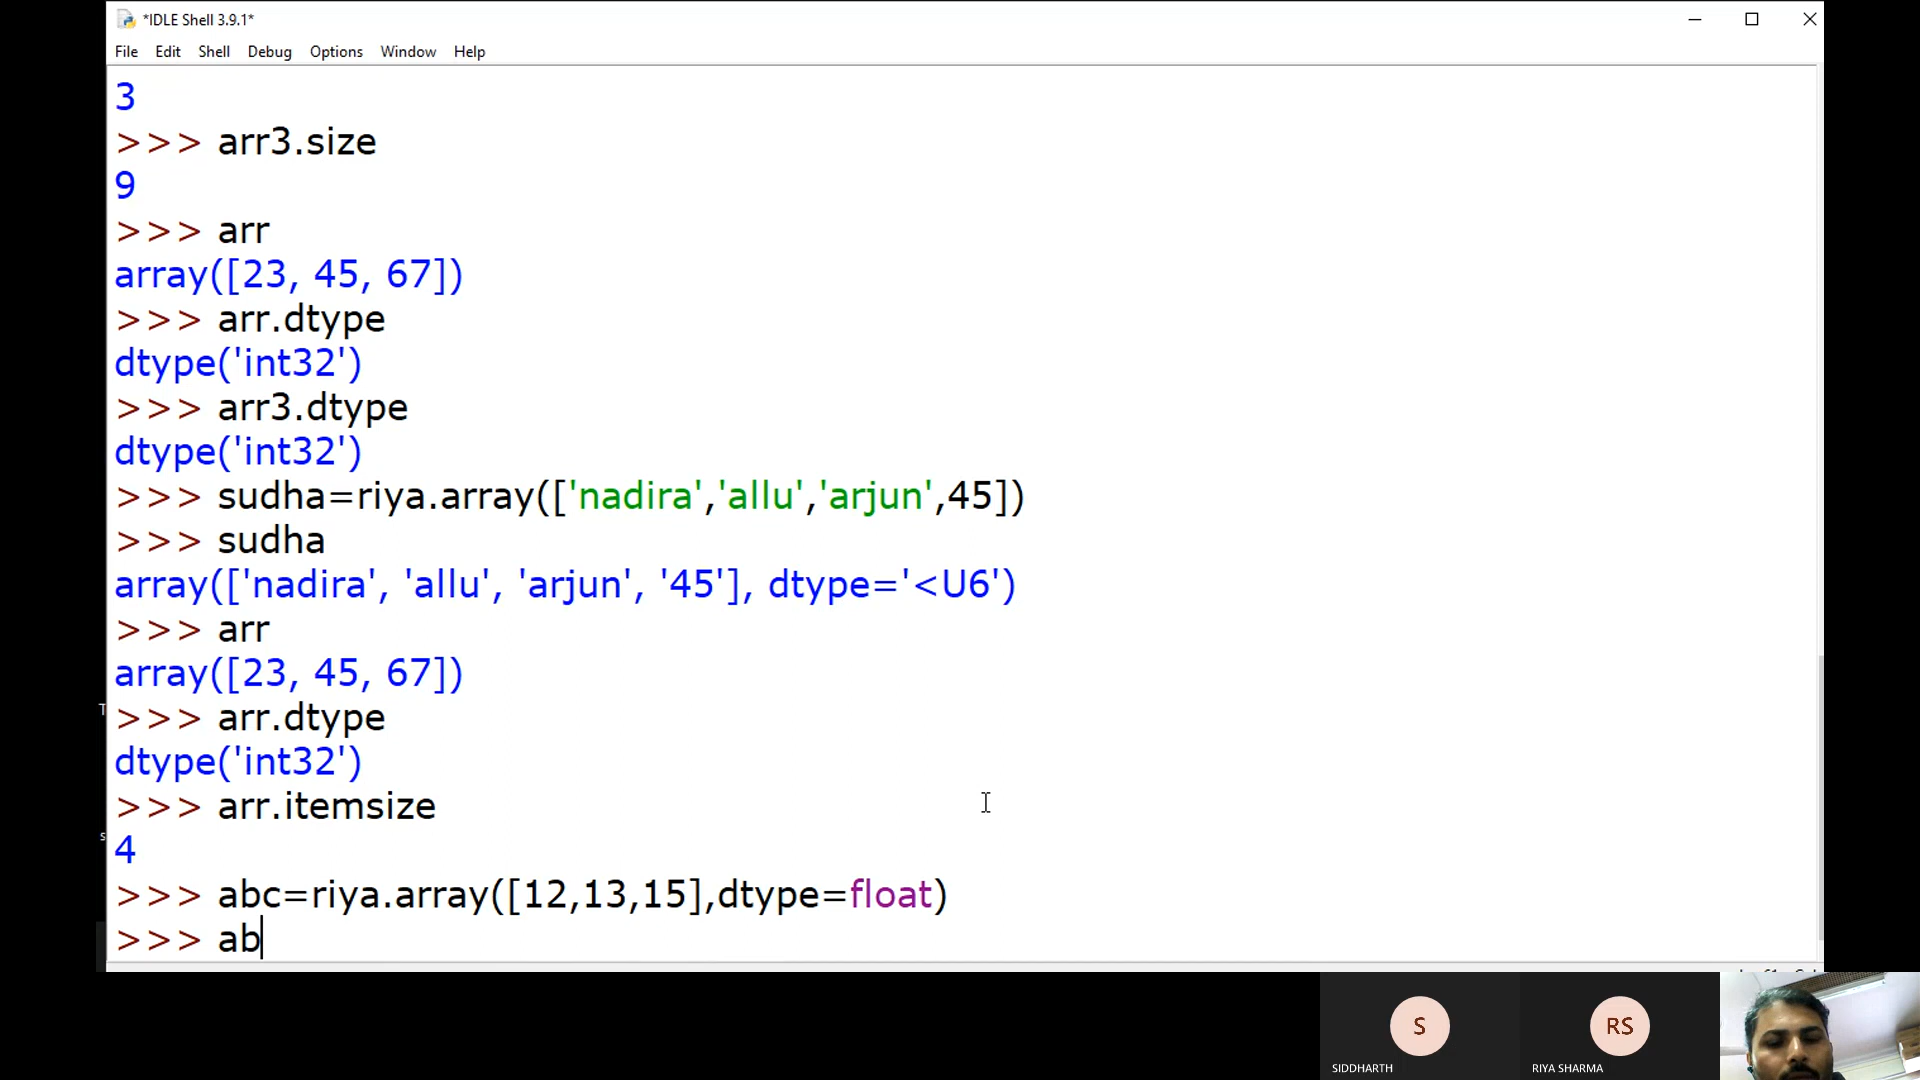 *IDLE Shell 3.9.1*
File Edit Shell Debug Options Window Help
3
>>> arr3.size
9
>>> arr
array([23, 45, 67])
>>> arr.dtype
dtype('int32')
>>> arr3.dtype
dtype('int32')
>>> sudha=riya.array(['nadira','allu','arjun',45])
>>> sudha
array(['nadira', 'allu', 'arjun', '45'], dtype='<U6')
>>> arr
array([23, 45, 67])
>>> arr.dtype
dtype('int32')
>>> arr.itemsize
4
>>> abc=riya.array([12,13,15],dtype=float)
>>> ab
S
RS
SIDDHARTH
RIYA SHARMA